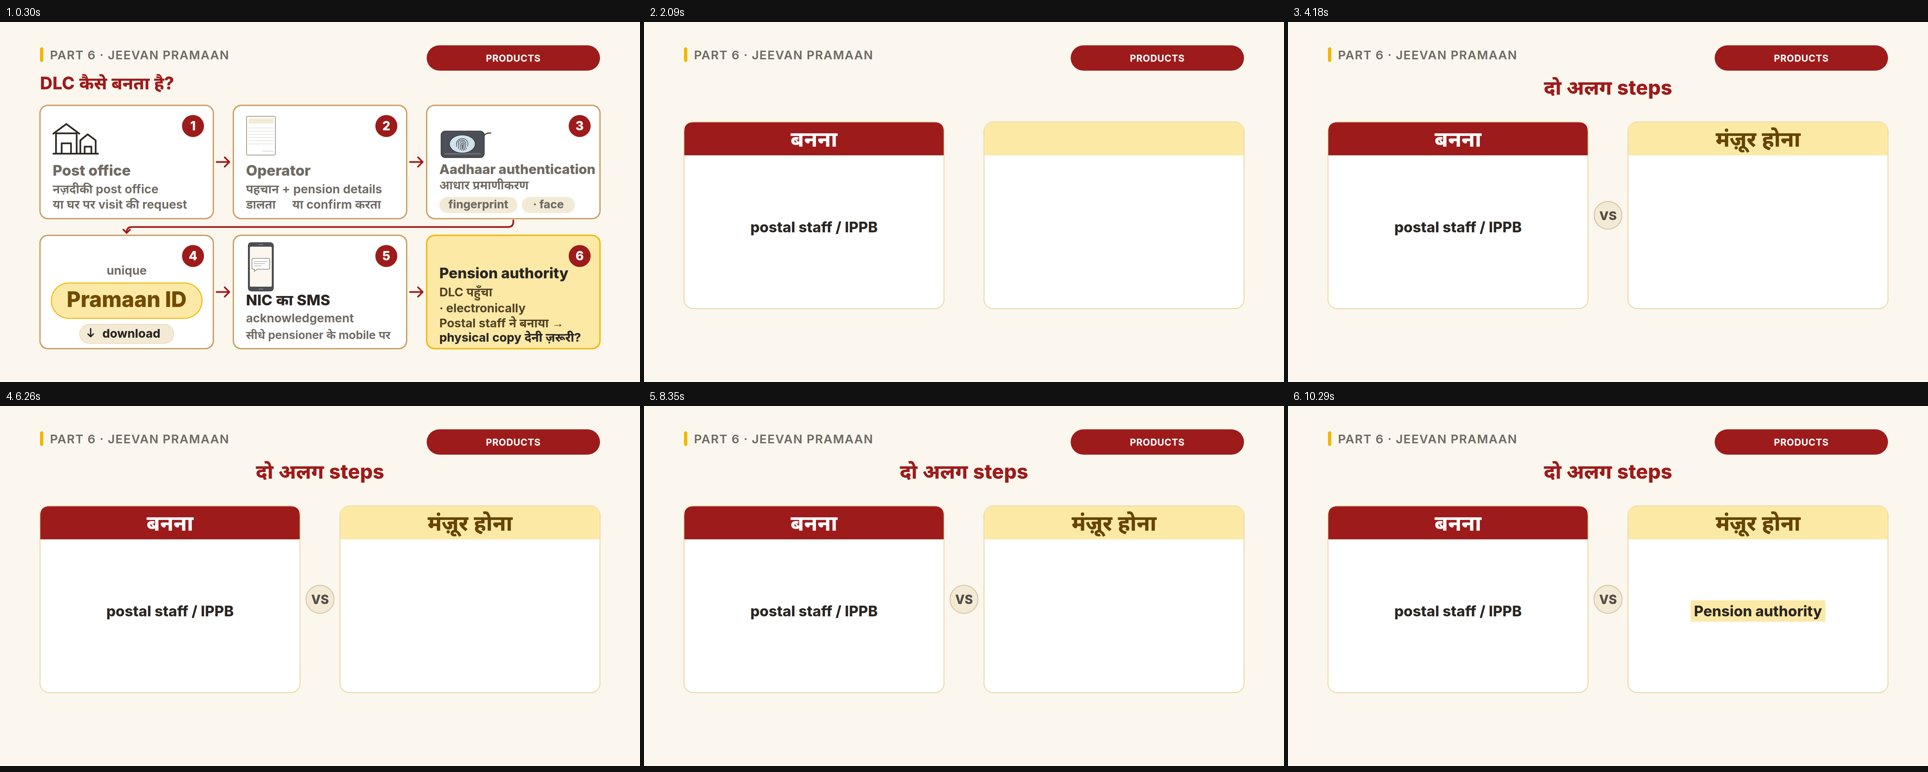 1. 0.30s
PART 6 · JEEVAN PRAMAAN
PRODUCTS
DLC कैसे बनता है?
1
Post office
नज़दीकी post office
या घर पर visit की request
2
Operator
पहचान + pension details
डालता या confirm करता
3
Aadhaar authentication
आधार प्रमाणीकरण
fingerprint · face
4
unique
Pramaan ID
↓ download
5
NIC का SMS
acknowledgement
सीधे pensioner के mobile पर
6
Pension authority
DLC पहुँचा
· electronically
Postal staff ने बनाया →
physical copy देनी ज़रूरी?
2. 2.09s
PART 6 · JEEVAN PRAMAAN
PRODUCTS
बनना
postal staff / IPPB
3. 4.18s
PART 6 · JEEVAN PRAMAAN
PRODUCTS
दो अलग steps
बनना
मंज़ूर होना
postal staff / IPPB
VS
4. 6.26s
PART 6 · JEEVAN PRAMAAN
PRODUCTS
दो अलग steps
बनना
मंज़ूर होना
postal staff / IPPB
VS
5. 8.35s
PART 6 · JEEVAN PRAMAAN
PRODUCTS
दो अलग steps
बनना
मंज़ूर होना
postal staff / IPPB
VS
6. 10.29s
PART 6 · JEEVAN PRAMAAN
PRODUCTS
दो अलग steps
बनना
मंज़ूर होना
postal staff / IPPB
VS
Pension authority